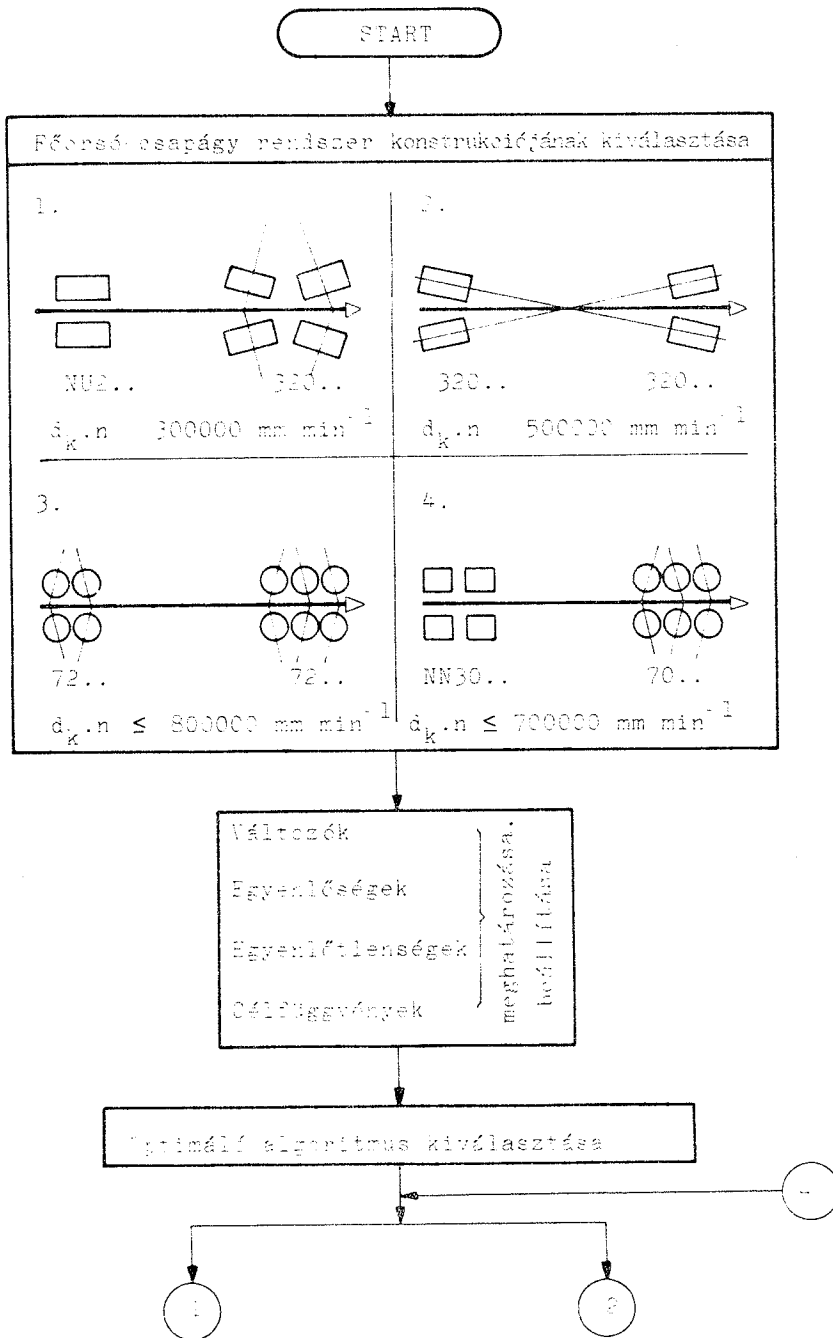 START
Főorsó csapágy rendszer konstrukciójának kiválasztása
1.
NU2.. 320..
d_k.n 300000 mm min^-1
2.
320.. 320..
d_k.n 500000 mm min^-1
3.
72.. 72..
d_k.n ≤ 800000 mm min^-1
4.
NN30.. 70..
d_k.n ≤ 700000 mm min^-1
Változók
Egyenlőségek
Egyenlőtlenségek
Célfüggvények
meghatározása.
beállítása
Optimáló algoritmus kiválasztása
1